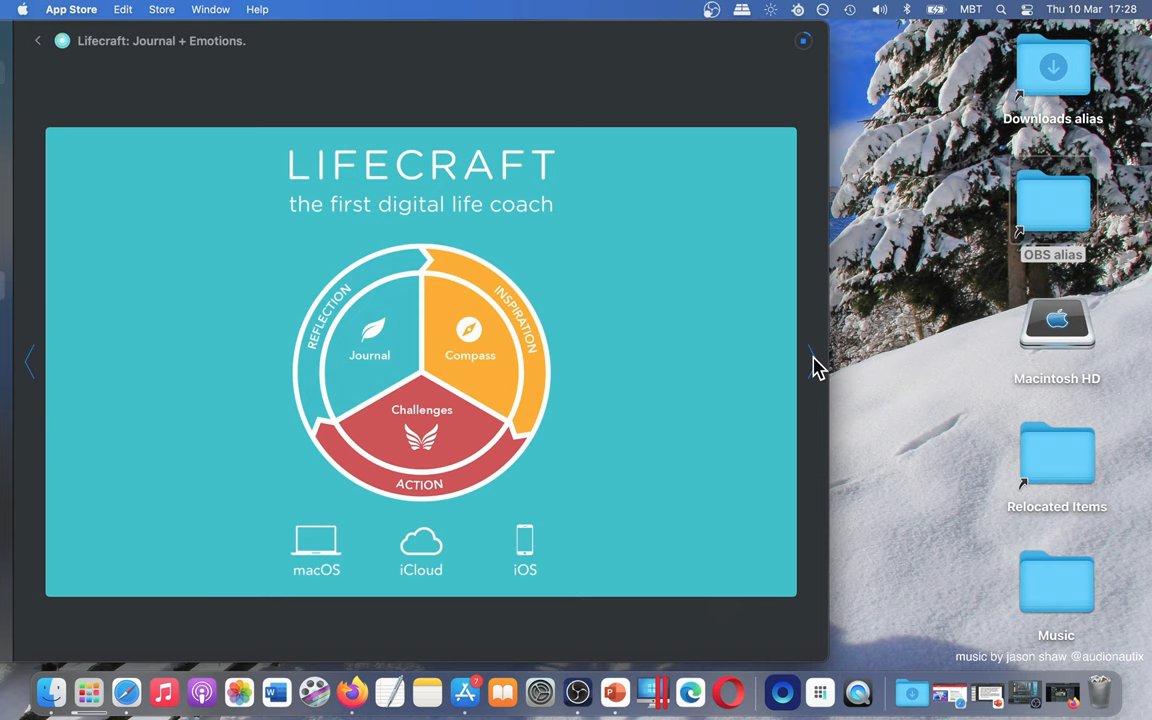 App Store Edit Store Window Help MBT Thu 10 Mar 17:28
Lifecraft: Journal + Emotions.
LIFECRAFT
the first digital life coach
REFLECTION
INSPIRATION
Journal
Compass
Challenges
ACTION
macOS
iCloud
iOS
Downloads alias
OBS alias
Macintosh HD
Relocated Items
Music
music by jason shaw @audionautix
7